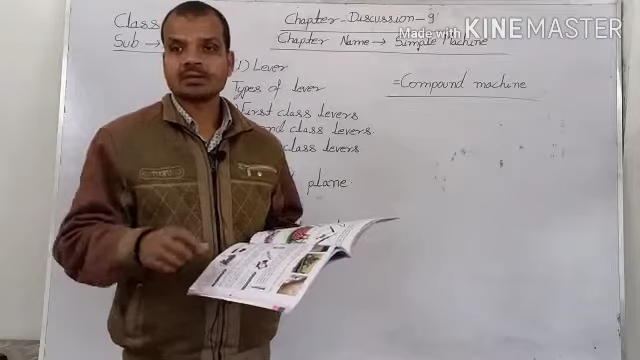 Class
Chapter-Discussion-9
Made with KINEMASTER
Sub →
Chapter Name → Simple Machine
1) Lever
Types of lever
= Compound machine
First class levers
class levers.
class levers
plane.